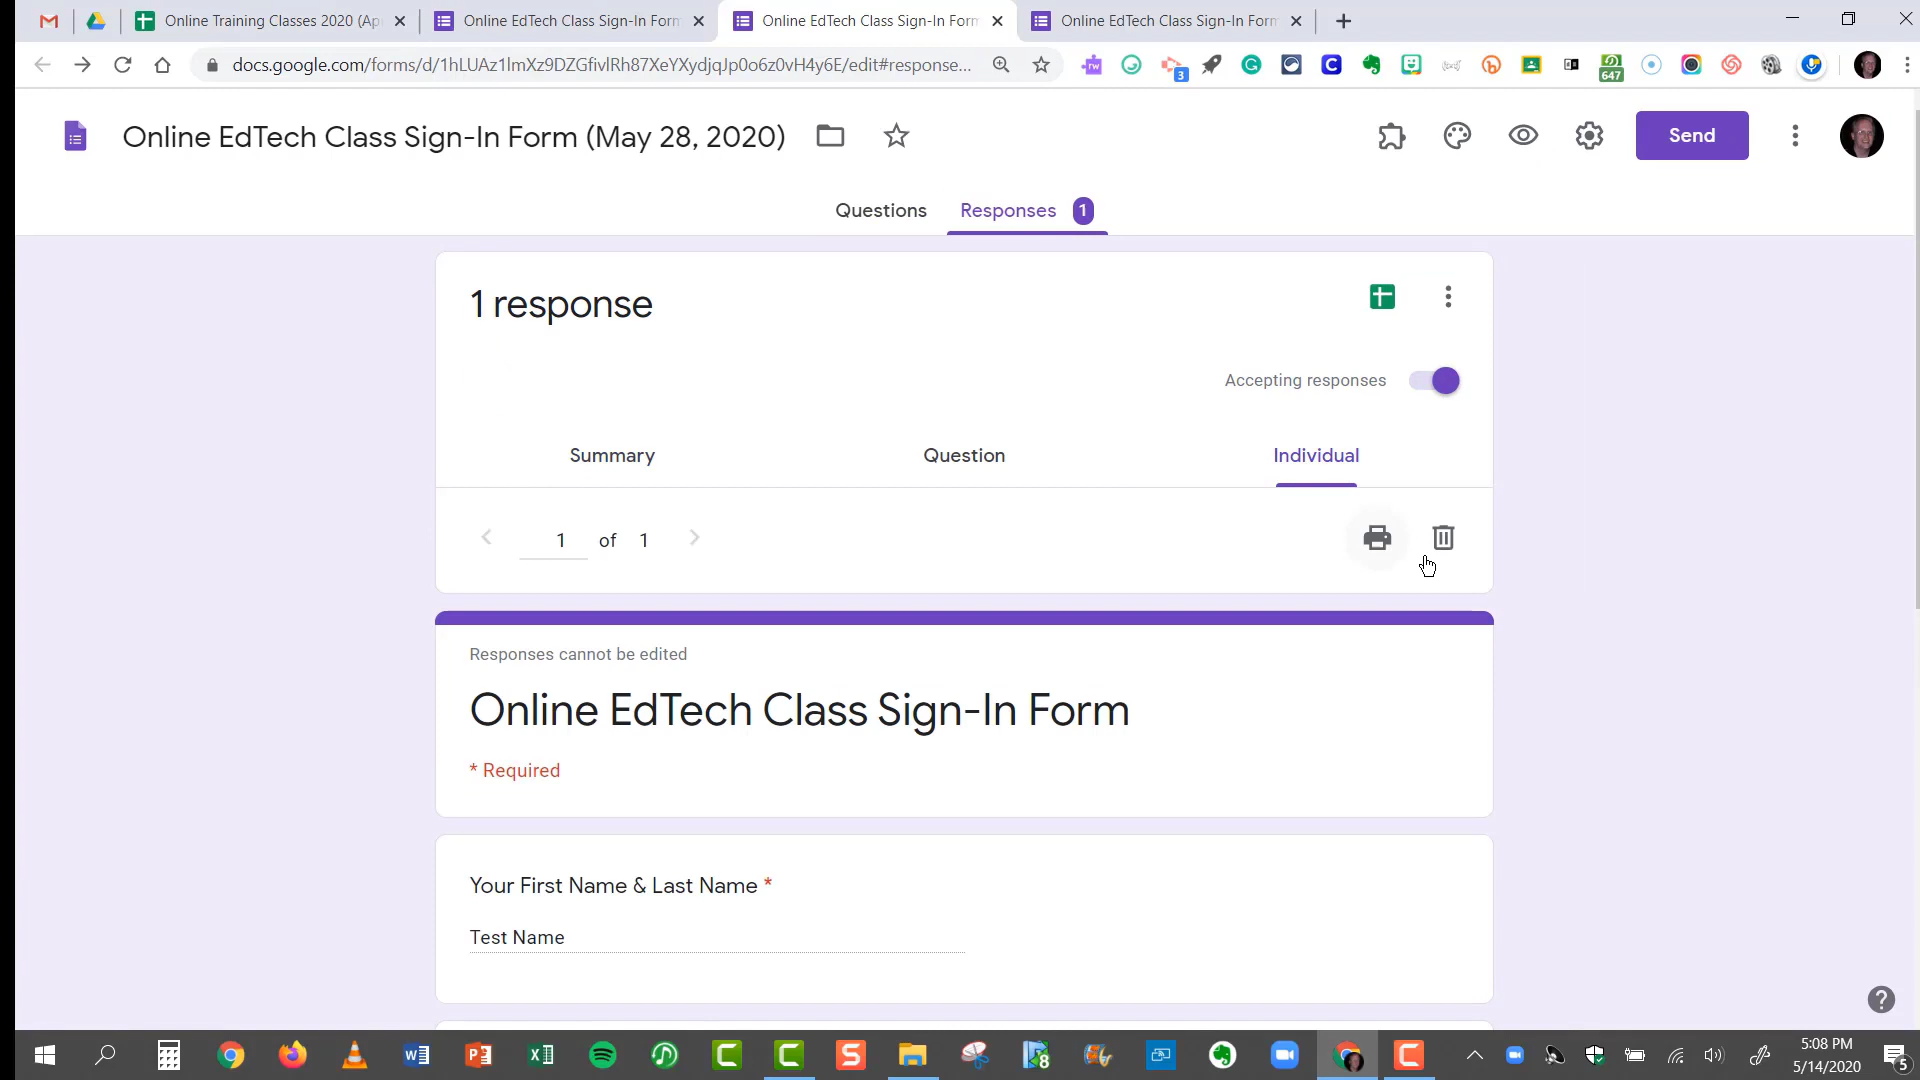 Online Training Classes 2020 (Ap
Online EdTech Class Sign-In Form
Online EdTech Class Sign-In Form
Online EdTech Class Sign-In Form
docs.google.com/forms/d/1hLUAz1lmXz9DZGfivlRh87XeYXydjqJp0o6z0vH4y6E/edit#response...
3
647
Online EdTech Class Sign-In Form (May 28, 2020)
Send
Questions
Responses 1
1 response
Accepting responses
Summary
Question
Individual
1 of 1
Responses cannot be edited
Online EdTech Class Sign-In Form
* Required
Your First Name & Last Name *
Test Name
5:08 PM
5/14/2020
5